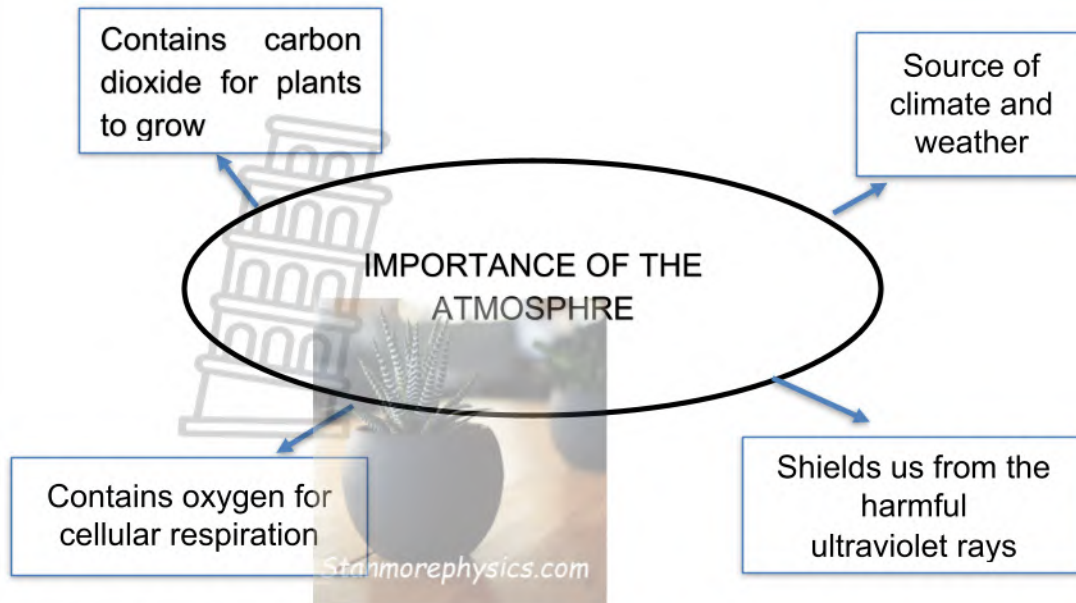 Contains carbon
dioxide for plants
to grow
Source of
climate and
weather
IMPORTANCE OF THE
ATMOSPHRE
Contains oxygen for
cellular respiration
Shields us from the
harmful
ultraviolet rays
Stanmorephysics.com